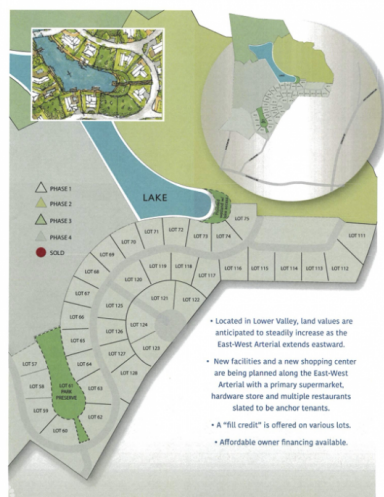 PHASE 1
PHASE 2
PHASE 3
PHASE 4
SOLD
LAKE
LOT 75
LOT 71
LOT 72
LOT 73
LOT 74
LOT 70
LOT 111
LOT 69
LOT 119
LOT 118
LOT 117
LOT 116
LOT 115
LOT 114
LOT 113
LOT 112
LOT 68
LOT 120
LOT 67
LOT 121
LOT 122
LOT 125
LOT 66
LOT 124
LOT 126
LOT 65
LOT 123
LOT 127
LOT 57
LOT 64
LOT 128
LOT 58
LOT 61
PARK
PRESERVE
LOT 63
LOT 59
LOT 62
LOT 60
• Located in Lower Valley, land values are
anticipated to steadily increase as the
East-West Arterial extends eastward.
• New facilities and a new shopping center
are being planned along the East-West
Arterial with a primary supermarket,
hardware store and multiple restaurants
slated to be anchor tenants.
• A "fill credit" is offered on various lots.
• Affordable owner financing available.